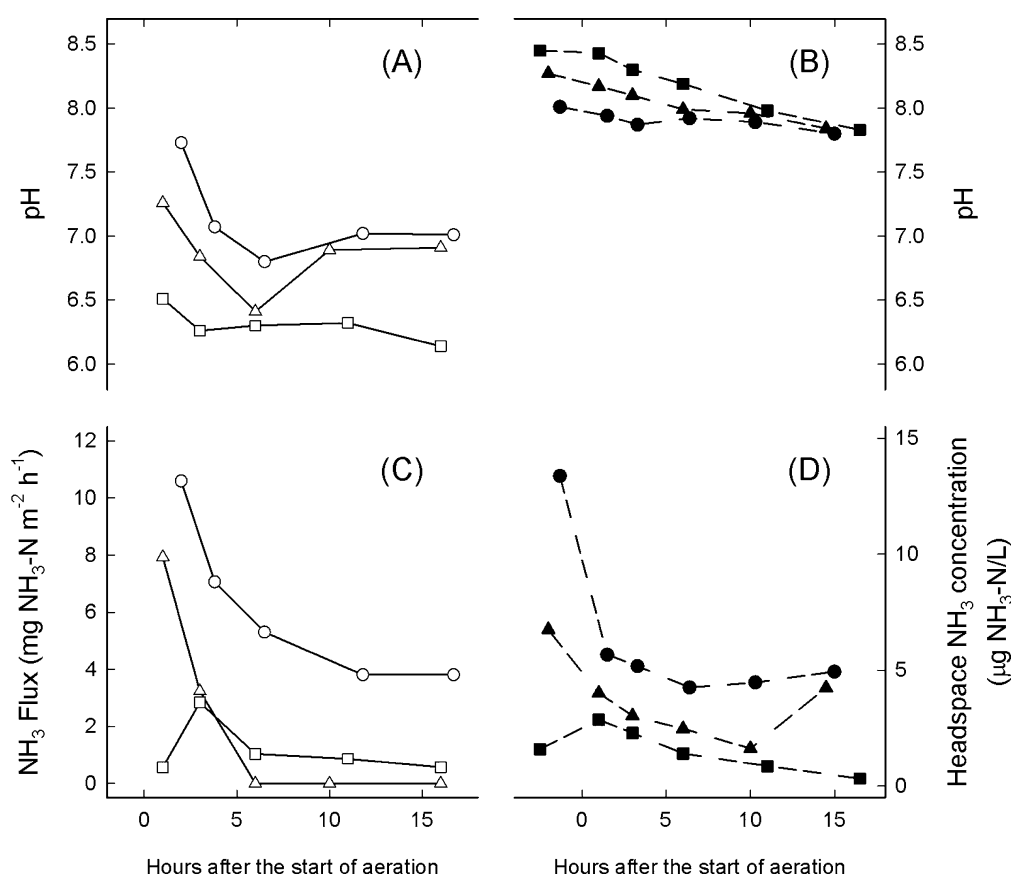 (A)
8.5
8.0
7.5
7.0
6.5
6.0
pH
(B)
8.5
8.0
7.5
7.0
6.5
6.0
pH
(C)
12
10
8
6
4
2
0
NH₃ Flux (mg NH₃-N m⁻² h⁻¹)
0 5 10 15
Hours after the start of aeration
(D)
15
10
5
0
Headspace NH₃ concentration
(µg NH₃-N/L)
0 5 10 15
Hours after the start of aeration